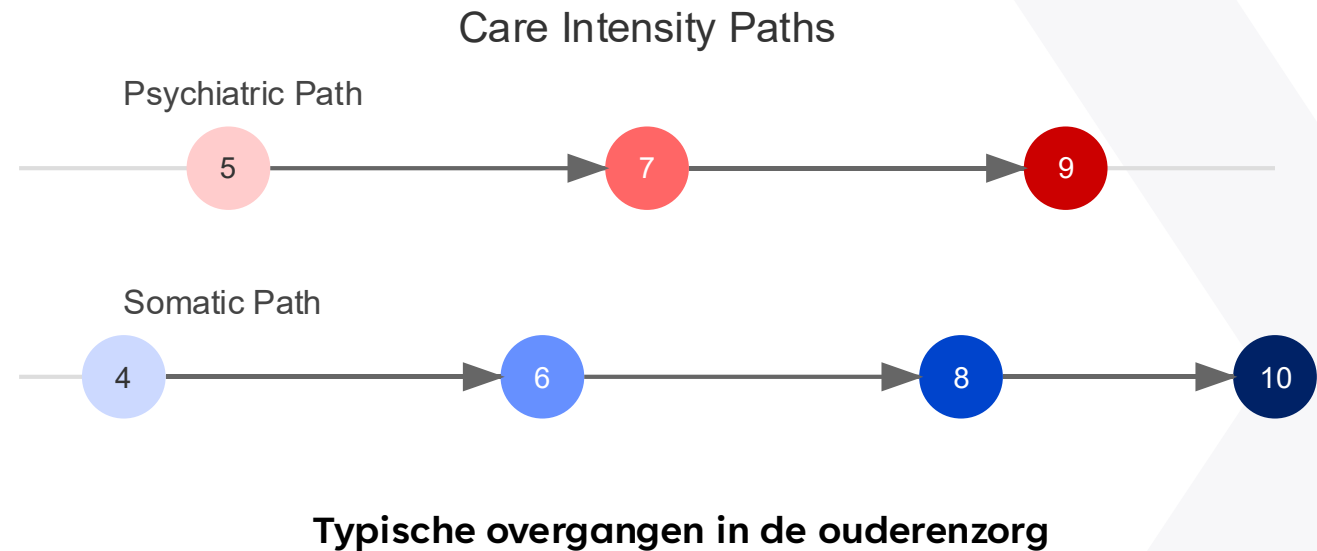 Care Intensity Paths
Psychiatric Path
5 7 9
Somatic Path
4 6 8 10
Typische overgangen in de ouderenzorg